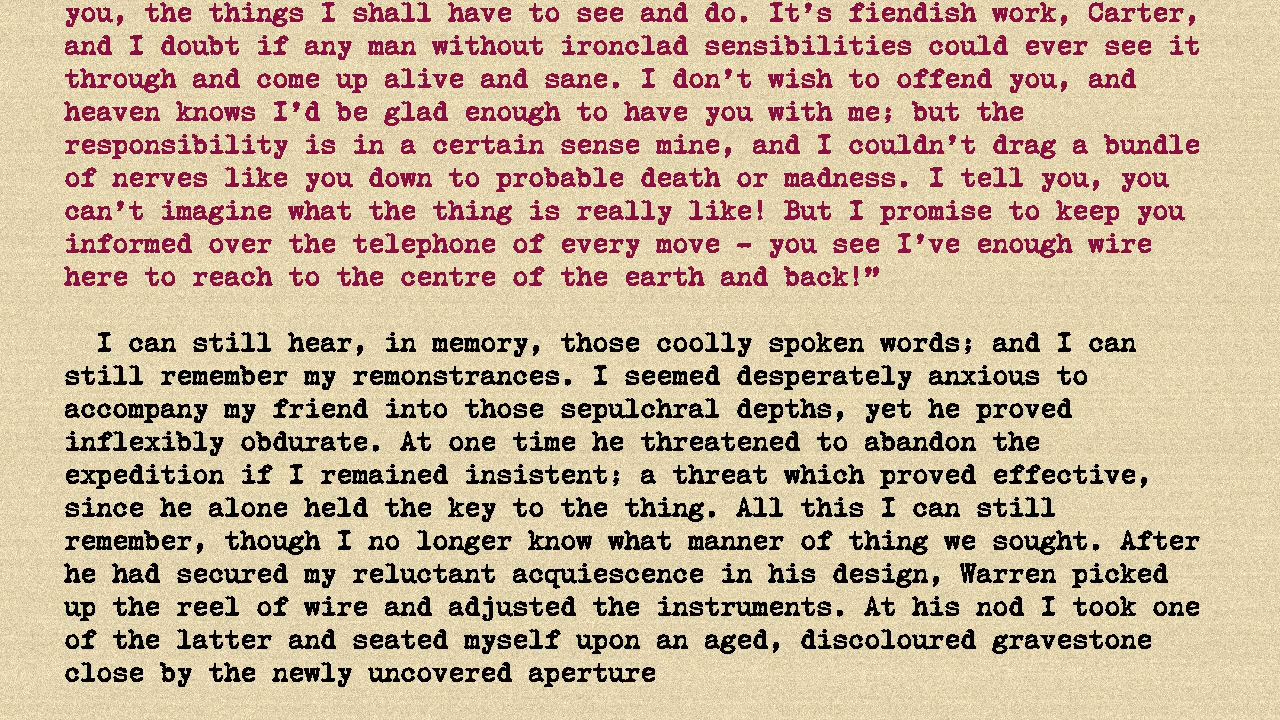 you, the things I shall have to see and do. It’s fiendish work, Carter,
and I doubt if any man without ironclad sensibilities could ever see it
through and come up alive and sane. I don’t wish to offend you, and
heaven knows I’d be glad enough to have you with me; but the
responsibility is in a certain sense mine, and I couldn’t drag a bundle
of nerves like you down to probable death or madness. I tell you, you
can’t imagine what the thing is really like! But I promise to keep you
informed over the telephone of every move – you see I’ve enough wire
here to reach to the centre of the earth and back!”
I can still hear, in memory, those coolly spoken words; and I can
still remember my remonstrances. I seemed desperately anxious to
accompany my friend into those sepulchral depths, yet he proved
inflexibly obdurate. At one time he threatened to abandon the
expedition if I remained insistent; a threat which proved effective,
since he alone held the key to the thing. All this I can still
remember, though I no longer know what manner of thing we sought. After
he had secured my reluctant acquiescence in his design, Warren picked
up the reel of wire and adjusted the instruments. At his nod I took one
of the latter and seated myself upon an aged, discoloured gravestone
close by the newly uncovered aperture